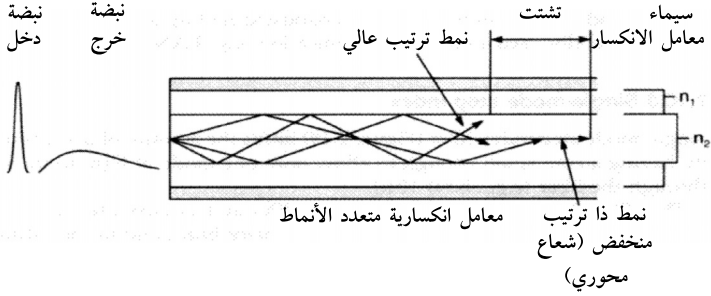 سيماء
معامل الانكسار
تشتت
نمط ترتيب عالي
نبضة
خرج
نبضة
دخل
n1
n2
معامل انكسارية متعدد الأنماط
نمط ذا ترتيب
منخفض (شعاع
محوري)